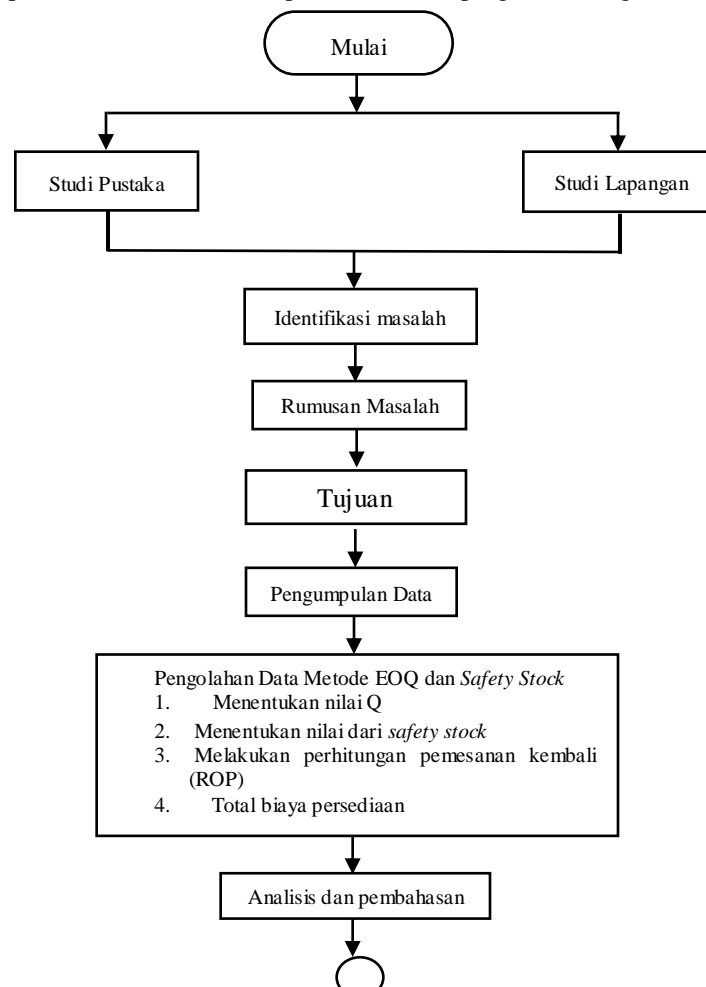 Mulai
Studi Pustaka
Studi Lapangan
Identifikasi masalah
Rumusan Masalah
Tujuan
Pengumpulan Data
Pengolahan Data Metode EOQ dan Safety Stock
1. Menentukan nilai Q
2. Menentukan nilai dari safety stock
3. Melakukan perhitungan pemesanan kembali
(ROP)
4. Total biaya persediaan
Analisis dan pembahasan